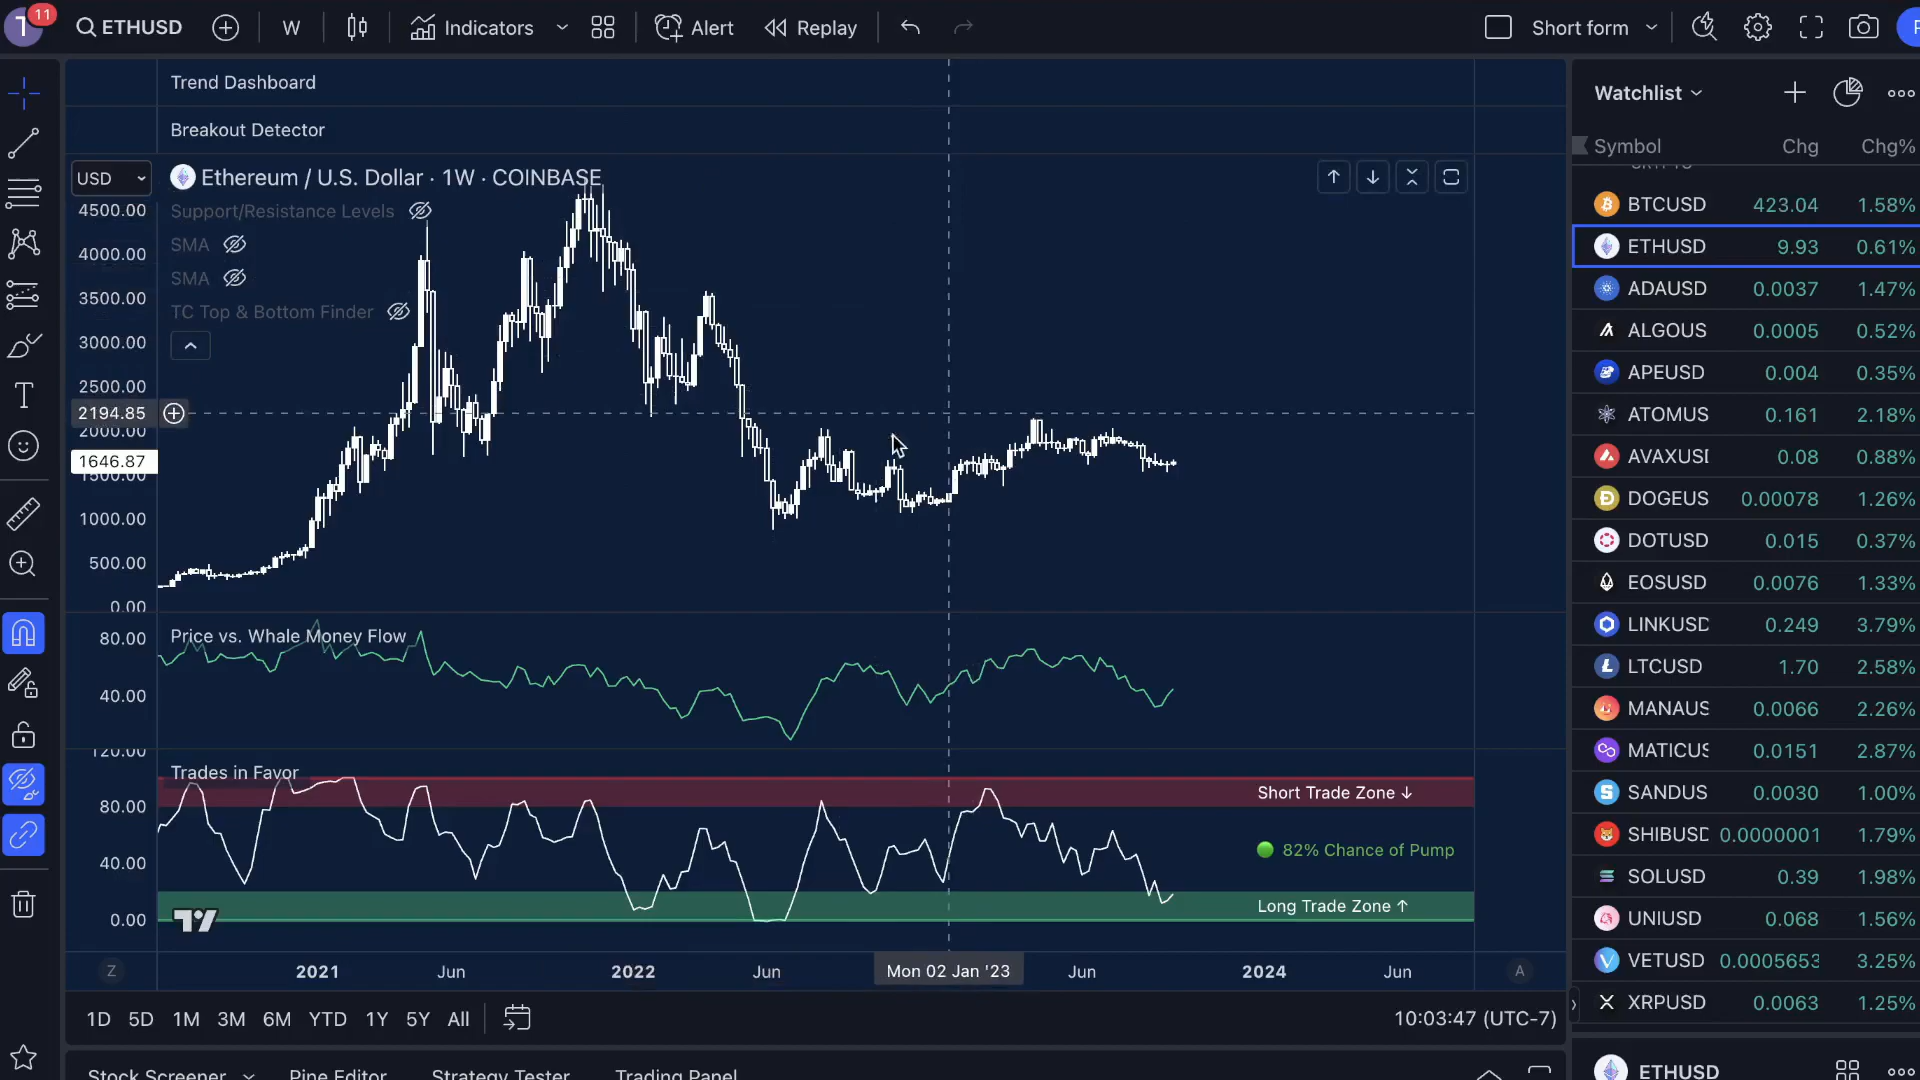 T
11
ETHUSD
W
Indicators
Alert
Replay
Short form
Trend Dashboard
Breakout Detector
USD
Ethereum / U.S. Dollar · 1W · COINBASE
Support/Resistance Levels
SMA
SMA
TC Top & Bottom Finder
4500.00
4000.00
3500.00
3000.00
2500.00
2194.85
2000.00
1646.87
1500.00
1000.00
500.00
0.00
Price vs. Whale Money Flow
80.00
40.00
120.00
Trades in Favor
80.00
40.00
0.00
Short Trade Zone ↓
82% Chance of Pump
Long Trade Zone ↑
Z
2021
Jun
2022
Jun
Mon 02 Jan '23
Jun
2024
Jun
A
1D 5D 1M 3M 6M YTD 1Y 5Y All
10:03:47 (UTC-7)
Stock Screener
Pine Editor
Strategy Tester
Trading Panel
Watchlist
Symbol Chg Chg%
CRYPTO
BTCUSD 423.04 1.58%
ETHUSD 9.93 0.61%
ADAUSD 0.0037 1.47%
ALGOUS 0.0005 0.52%
APEUSD 0.004 0.35%
ATOMUS 0.161 2.18%
AVAXUSI 0.08 0.88%
DOGEUS 0.00078 1.26%
DOTUSD 0.015 0.37%
EOSUSD 0.0076 1.33%
LINKUSD 0.249 3.79%
LTCUSD 1.70 2.58%
MANAUS 0.0066 2.26%
MATICUS 0.0151 2.87%
SANDUS 0.0030 1.00%
SHIBUSD 0.0000001 1.79%
SOLUSD 0.39 1.98%
UNIUSD 0.068 1.56%
VETUSD 0.0005653 3.25%
XRPUSD 0.0063 1.25%
ETHUSD